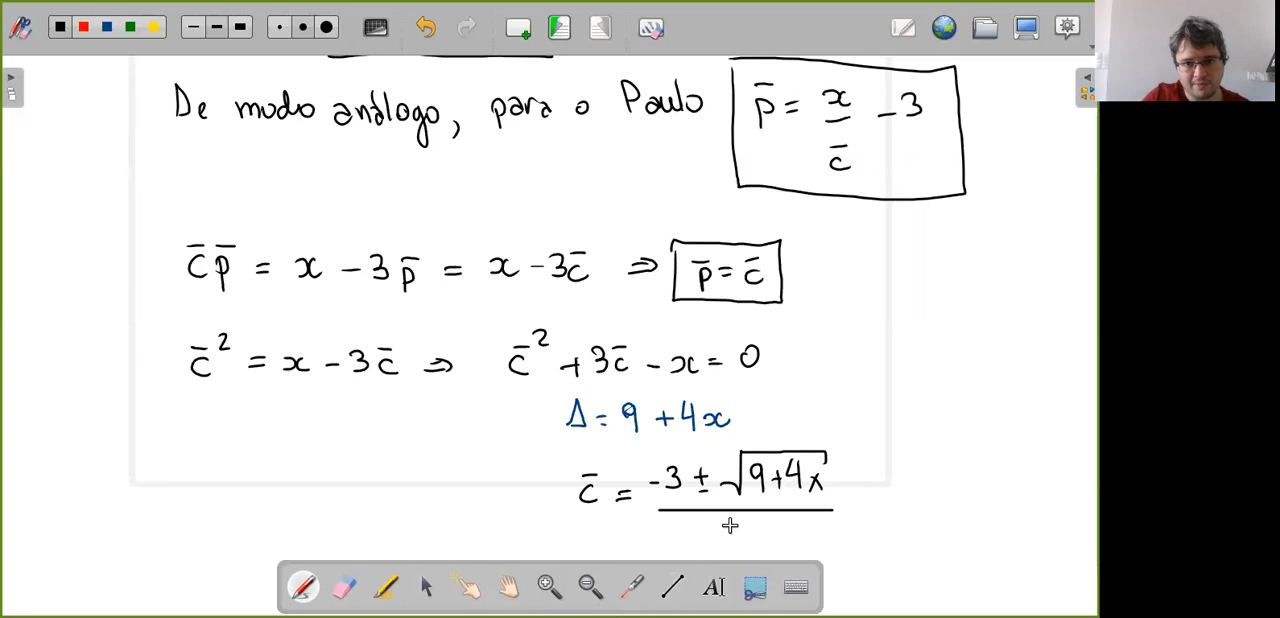 De modo análogo, para o Paulo p̄ = x/c̄ - 3
c̄p̄ = x - 3p̄ = x - 3c̄ ⇒ p̄ = c̄
c̄² = x - 3c̄ ⇒ c̄² + 3c̄ - x = 0
Δ = 9 + 4x
c̄ = -3 ± √(9+4x)